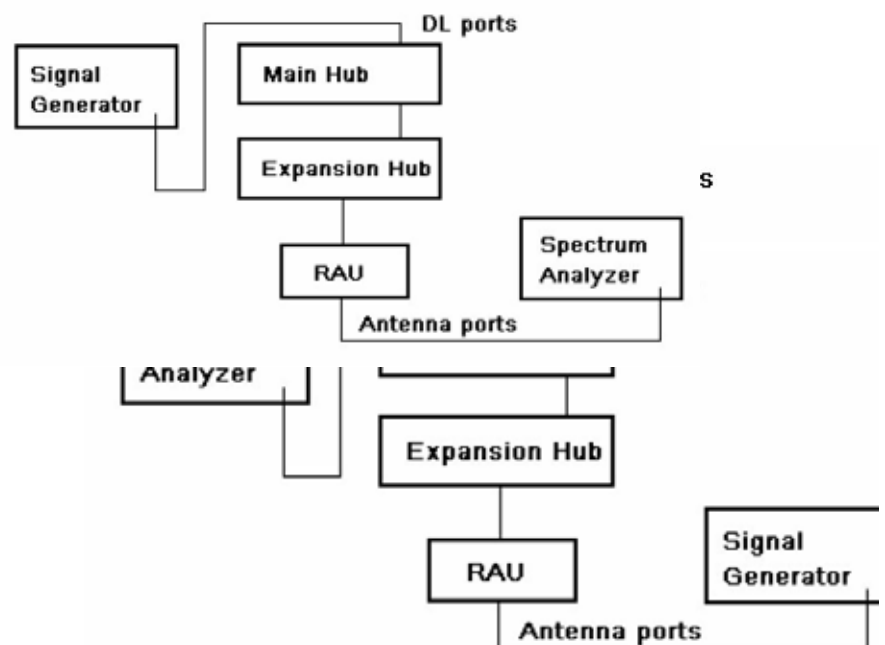 DL ports
Signal
Generator
Main Hub
Expansion Hub
s
Spectrum
Analyzer
RAU
Antenna ports
Analyzer
Expansion Hub
Signal
Generator
RAU
Antenna ports